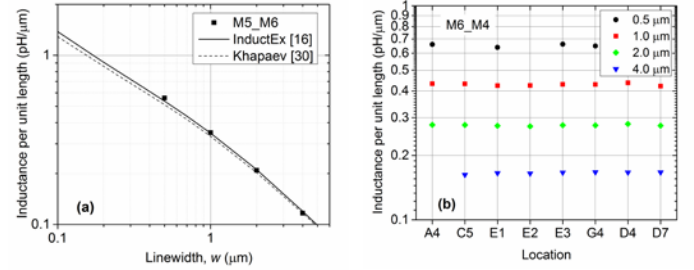 Inductance per unit length (pH/μm)
1
0.1
M5_M6
InductEx [16]
Khapaev [30]
(a)
0.1
1
Linewidth, w (μm)
Inductance per unit length (pH/μm)
1
0.9
0.8
0.7
0.6
0.5
0.4
0.3
0.2
0.1
M6_M4
0.5 μm
1.0 μm
2.0 μm
4.0 μm
(b)
A4 C5 E1 E2 E3 G4 D4 D7
Location